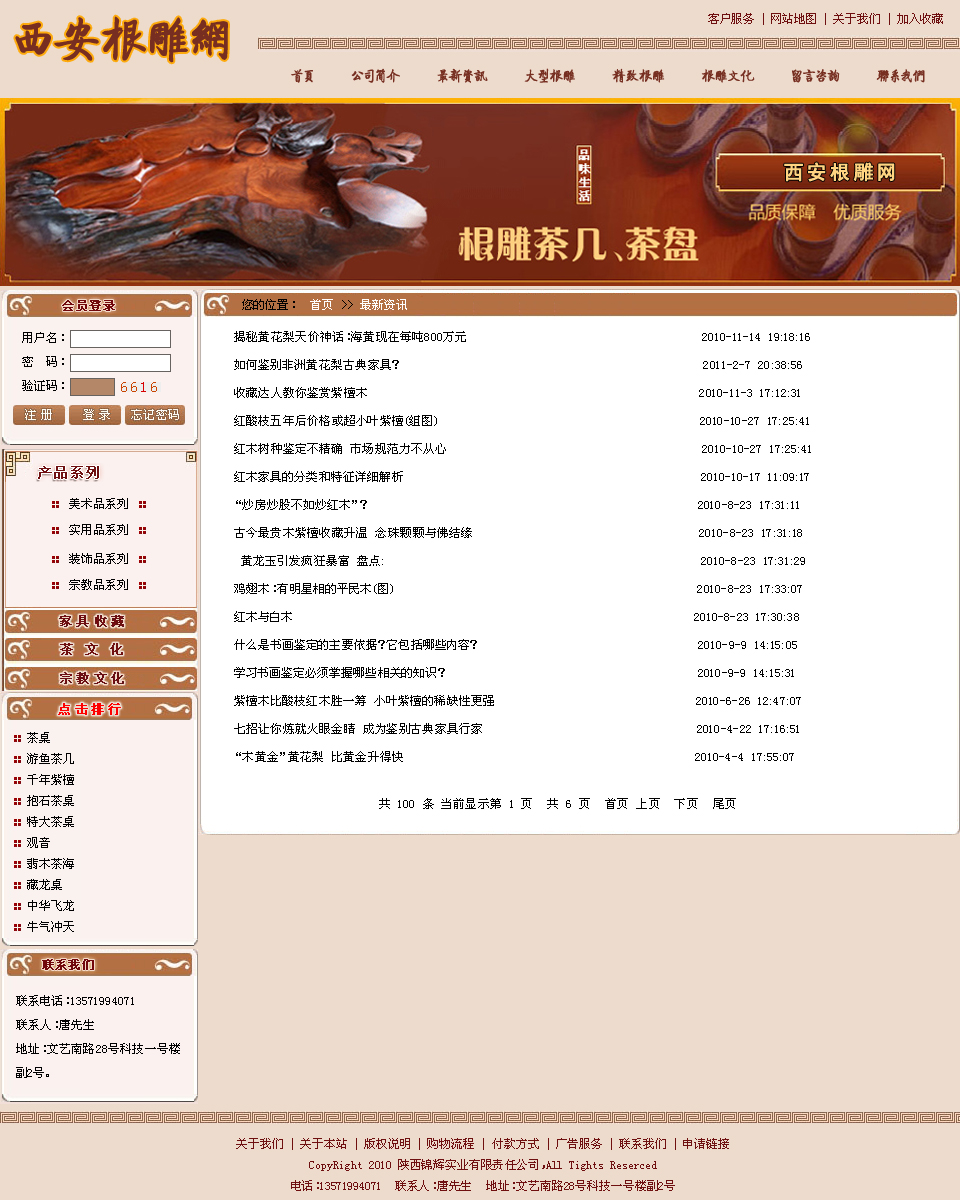 西安根雕網
客户服务 | 网站地图 | 关于我们 | 加入收藏
首頁 公司简介 最新資訊 大型根雕 精致根雕 根雕文化 留言咨詢 聯系我們
品味生活
根雕茶几、茶盘
西安根雕网
品质保障 优质服务
会员登录
用户名：
密 码：
验证码： 6616
注 册 登 录 忘记密码
产品系列
美术品系列
实用品系列
装饰品系列
宗教品系列
家具收藏
茶 文 化
宗教文化
点击排行
茶桌
游鱼茶几
千年紫檀
抱石茶桌
特大茶桌
观音
翡木茶海
藏龙桌
中华飞龙
牛气冲天
联系我们
联系电话:13571994071
联系人:唐先生
地址:文艺南路28号科技一号楼
副2号。
您的位置： 首页 >> 最新资讯
揭秘黄花梨天价神话:海黄现在每吨800万元 2010-11-14 19:18:16
如何鉴别非洲黄花梨古典家具? 2011-2-7 20:38:56
收藏达人教你鉴赏紫檀木 2010-11-3 17:12:31
红酸枝五年后价格或超小叶紫檀(组图) 2010-10-27 17:25:41
红木树种鉴定不精确 市场规范力不从心 2010-10-27 17:25:41
红木家具的分类和特征详细解析 2010-10-17 11:09:17
“炒房炒股不如炒红木”? 2010-8-23 17:31:11
古今最贵木紫檀收藏升温 念珠颗颗与佛结缘 2010-8-23 17:31:18
黄龙玉引发疯狂暴富 盘点: 2010-8-23 17:31:29
鸡翅木:有明星相的平民木(图) 2010-8-23 17:33:07
红木与白木 2010-8-23 17:30:38
什么是书画鉴定的主要依据?它包括哪些内容? 2010-9-9 14:15:05
学习书画鉴定必须掌握哪些相关的知识? 2010-9-9 14:15:31
紫檀木比酸枝红木胜一筹 小叶紫檀的稀缺性更强 2010-6-26 12:47:07
七招让你炼就火眼金睛 成为鉴别古典家具行家 2010-4-22 17:16:51
“木黄金”黄花梨 比黄金升得快 2010-4-4 17:55:07
共 100 条 当前显示第 1 页 共 6 页 首页 上页 下页 尾页
关于我们 | 关于本站 | 版权说明 | 购物流程 | 付款方式 | 广告服务 | 联系我们 | 申请链接
CopyRight 2010 陕西锦辉实业有限责任公司,All Tights Reserced
电话:13571994071 联系人:唐先生 地址:文艺南路28号科技一号楼副2号